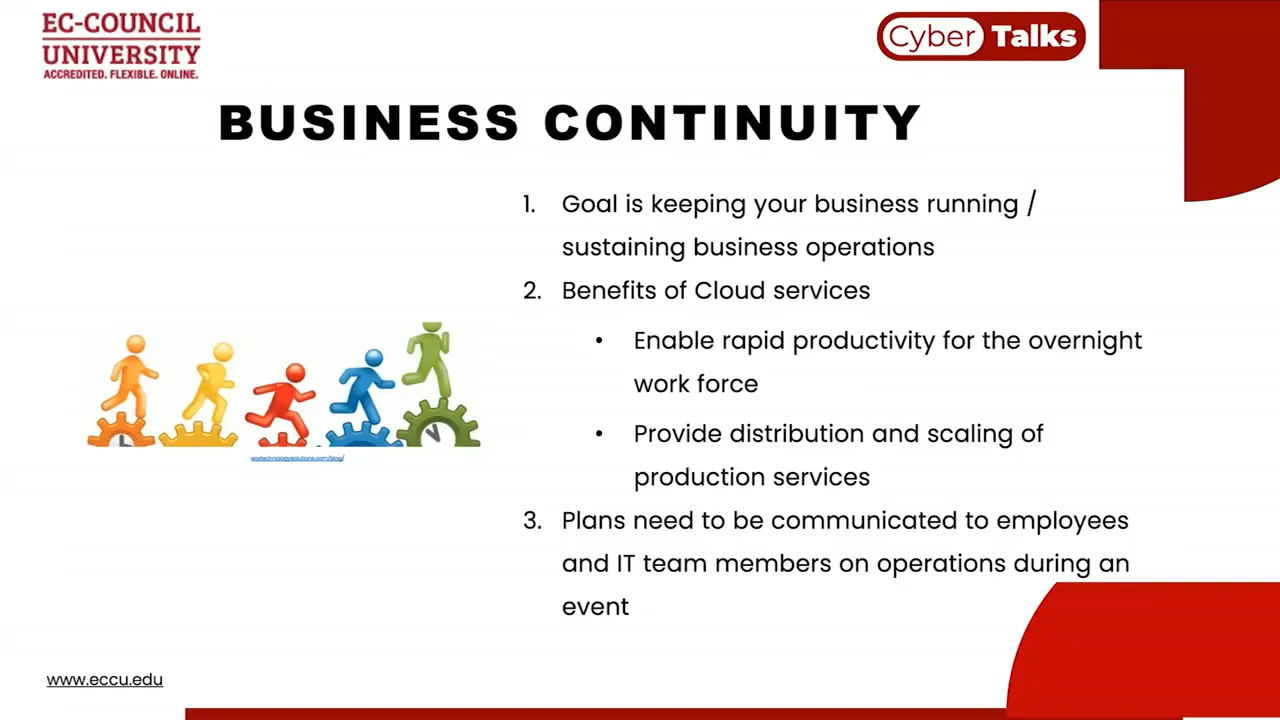 EC-COUNCIL
UNIVERSITY
ACCREDITED. FLEXIBLE. ONLINE.
Cyber Talks
BUSINESS CONTINUITY
1. Goal is keeping your business running /
sustaining business operations
2. Benefits of Cloud services
• Enable rapid productivity for the overnight
work force
• Provide distribution and scaling of
production services
3. Plans need to be communicated to employees
and IT team members on operations during an
event
www.eccu.edu